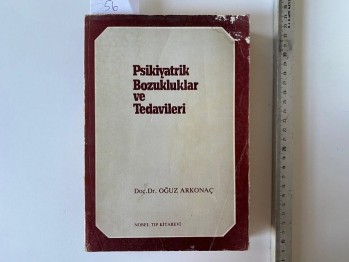 56
Psikiyatrik
Bozukluklar
ve
Tedavileri
Doç.Dr. OĞUZ ARKONAÇ
NOBEL TIP KİTABEVİ